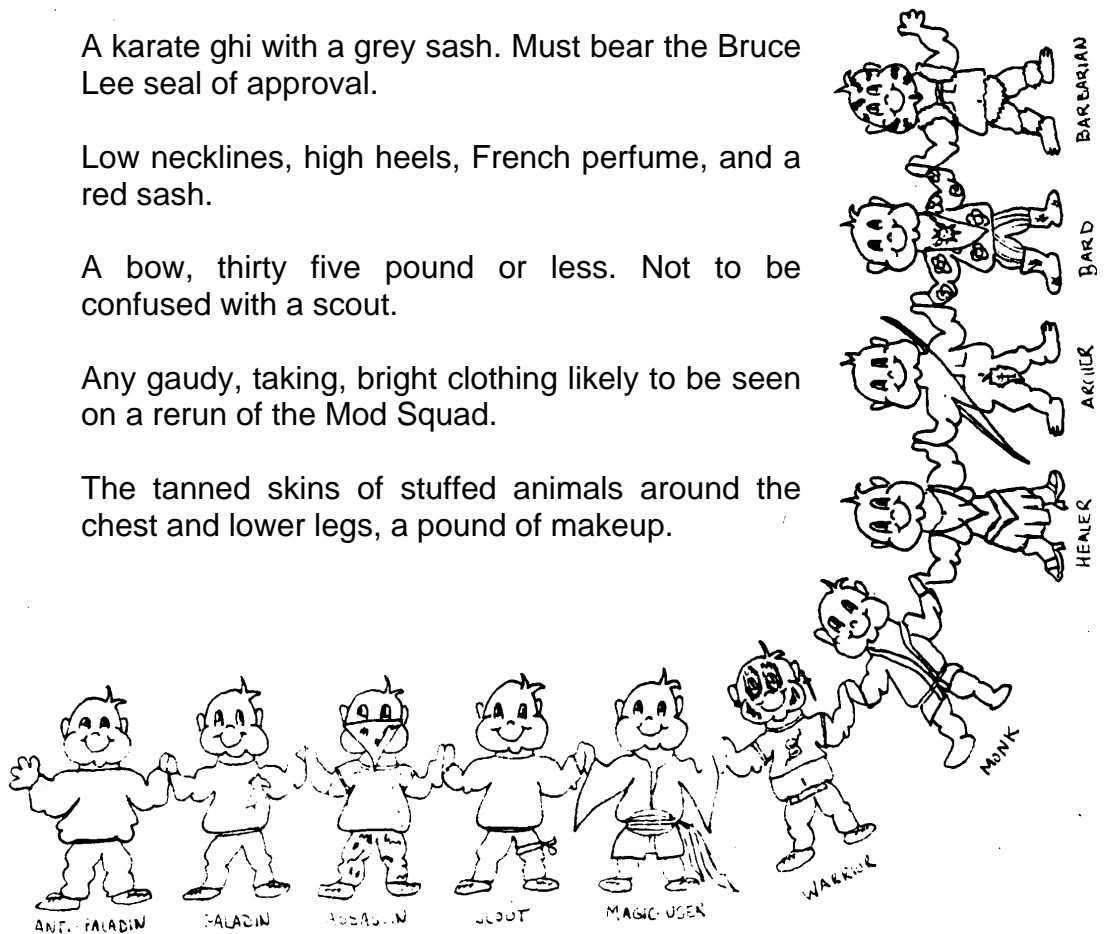 A karate ghi with a grey sash. Must bear the Bruce
Lee seal of approval.
Low necklines, high heels, French perfume, and a
red sash.
A bow, thirty five pound or less. Not to be
confused with a scout.
Any gaudy, taking, bright clothing likely to be seen
on a rerun of the Mod Squad.
The tanned skins of stuffed animals around the
chest and lower legs, a pound of makeup.
BARBARIAN
BARD
ARCHER
HEALER
MONK
WARRIOR
MAGIC-USER
SCOUT
ASSASSIN
PALADIN
ANTI-PALADIN